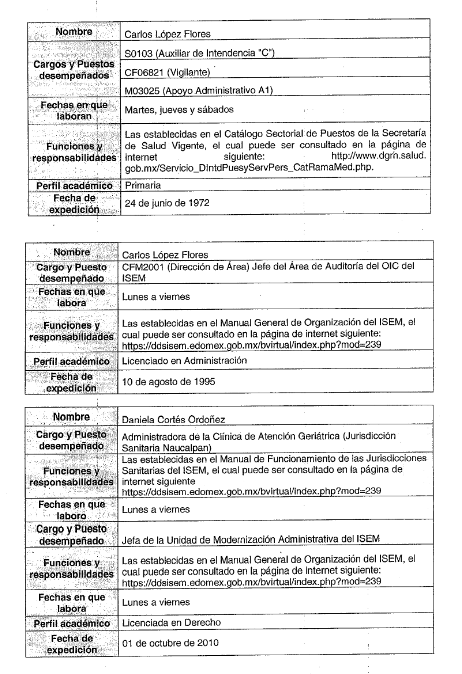 Nombre Carlos López Flores
Cargos y Puestos desempeñados
S0103 (Auxiliar de Intendencia "C")
CF06821 (Vigilante)
M03025 (Apoyo Administrativo A1)
Fechas en que laboran
Martes, jueves y sábados
Funciones y responsabilidades
Las establecidas en el Catálogo Sectorial de Puestos de la Secretaría
de Salud Vigente, el cual puede ser consultado en la página de
internet siguiente: http://www.dgrh.salud.
gob.mx/Servicio_DIntdPuesyServPers_CatRamaMed.php.
Perfil académico Primaria
Fecha de expedición
24 de junio de 1972
Nombre Carlos López Flores
Cargo y Puesto desempeñado
CFM2001 (Dirección de Área) Jefe del Área de Auditoría del OIC del
ISEM
Fechas en que labora
Lunes a viernes
Funciones y responsabilidades
Las establecidas en el Manual General de Organización del ISEM, el
cual puede ser consultado en la página de internet siguiente:
https://ddsisem.edomex.gob.mx/bvirtual/index.php?mod=239
Perfil académico Licenciado en Administración
Fecha de expedición
10 de agosto de 1995
Nombre Daniela Cortés Ordoñez
Cargo y Puesto desempeñado
Administradora de la Clínica de Atención Geriátrica (Jurisdicción
Sanitaria Naucalpan)
Funciones y responsabilidades
Las establecidas en el Manual de Funcionamiento de las Jurisdicciones
Sanitarias del ISEM, el cual puede ser consultado en la página de
internet siguiente
https://ddsisem.edomex.gob.mx/bvirtual/index.php?mod=239
Fechas en que laboró
Lunes a viernes
Cargo y Puesto desempeñado
Jefa de la Unidad de Modernización Administrativa del ISEM
Funciones y responsabilidades
Las establecidas en el Manual General de Organización del ISEM, el
cual puede ser consultado en la página de internet siguiente:
https://ddsisem.edomex.gob.mx/bvirtual/index.php?mod=239
Fechas en que labora
Lunes a viernes
Perfil académico Licenciada en Derecho
Fecha de expedición
01 de octubre de 2010